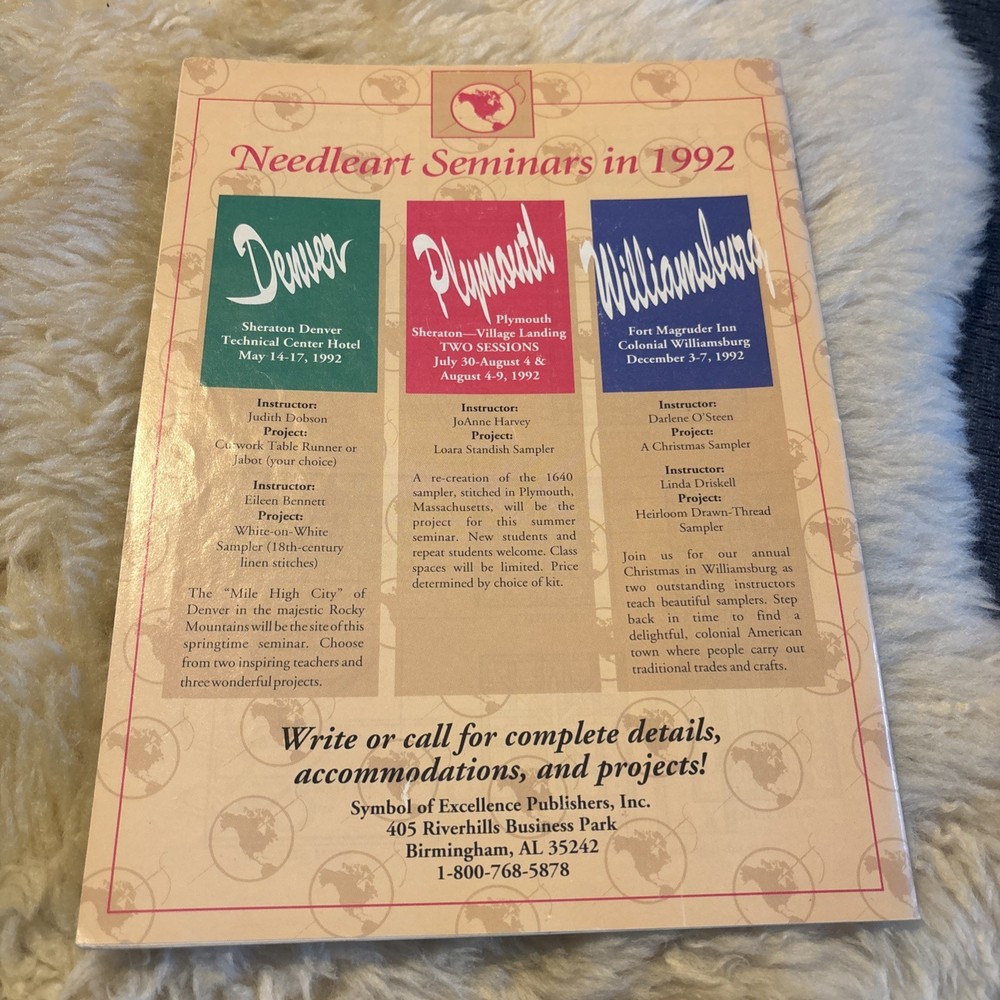 Needleart Seminars in 1992
Denver
Sheraton Denver
Technical Center Hotel
May 14-17, 1992
Instructor:
Judith Dobson
Project:
Cutwork Table Runner or
Jabot (your choice)
Instructor:
Eileen Bennett
Project:
White-on-White
Sampler (18th-century
linen stitches)
The "Mile High City" of
Denver in the majestic Rocky
Mountains will be the site of this
springtime seminar. Choose
from two inspiring teachers and
three wonderful projects.
Plymouth
Plymouth
Sheraton—Village Landing
TWO SESSIONS
July 30-August 4 &
August 4-9, 1992
Instructor:
JoAnne Harvey
Project:
Loara Standish Sampler
A re-creation of the 1640
sampler, stitched in Plymouth,
Massachusetts, will be the
project for this summer
seminar. New students and
repeat students welcome. Class
spaces will be limited. Price
determined by choice of kit.
Williamsburg
Fort Magruder Inn
Colonial Williamsburg
December 3-7, 1992
Instructor:
Darlene O'Steen
Project:
A Christmas Sampler
Instructor:
Linda Driskell
Project:
Heirloom Drawn-Thread
Sampler
Join us for our annual
Christmas in Williamsburg as
two outstanding instructors
teach beautiful samplers. Step
back in time to find a
delightful, colonial American
town where people carry out
traditional trades and crafts.
Write or call for complete details,
accommodations, and projects!
Symbol of Excellence Publishers, Inc.
405 Riverhills Business Park
Birmingham, AL 35242
1-800-768-5878